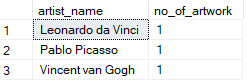 artist_name no_of_artwork
1 Leonardo da Vinci 1
2 Pablo Picasso 1
3 Vincent van Gogh 1